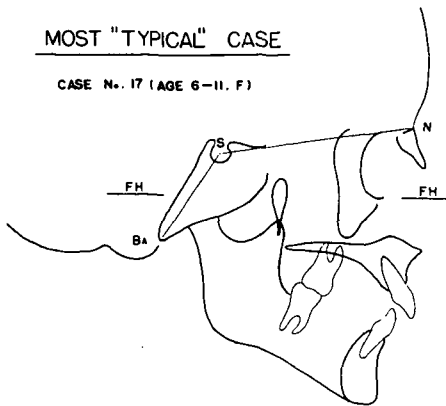 MOST "TYPICAL" CASE
CASE No. 17 (AGE 6-11. F)
S
N
FH
FH
BA